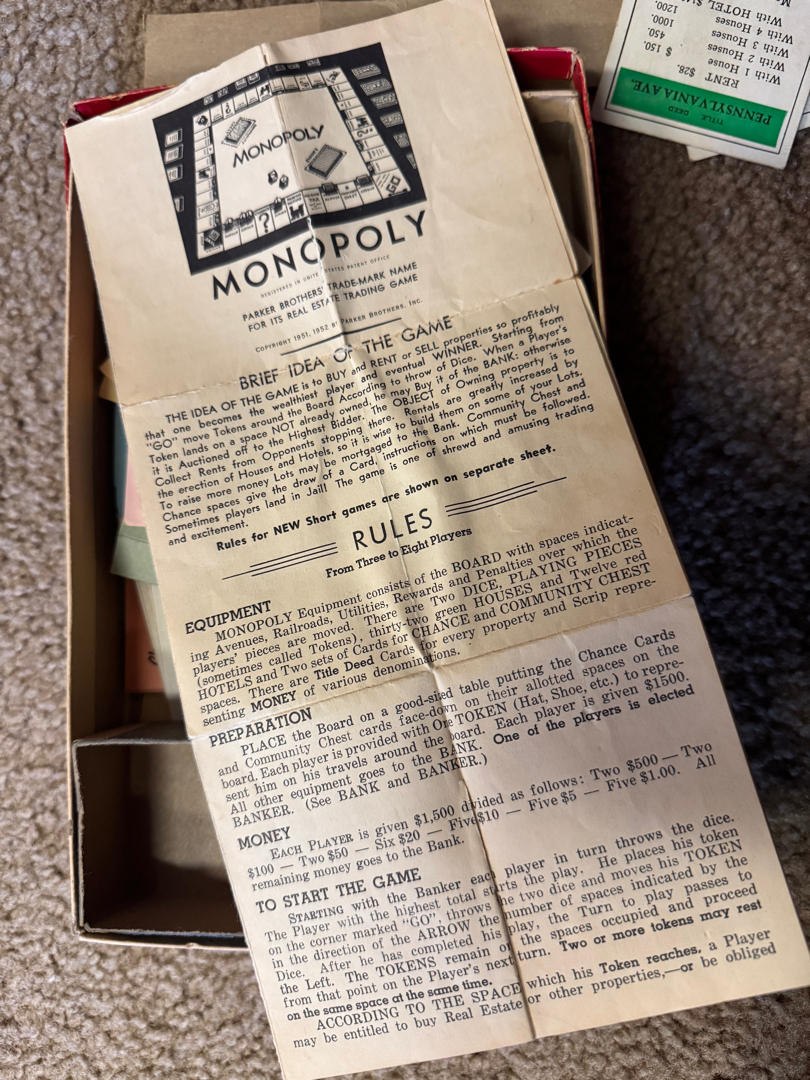 MONOPOLY
GO
MONOPOLY
REGISTERED IN UNITED STATES PATENT OFFICE
PARKER BROTHERS' TRADE-MARK NAME
FOR ITS REAL ESTATE TRADING GAME
COPYRIGHT 1951, 1952 BY PARKER BROTHERS, INC.
BRIEF IDEA OF THE GAME
THE IDEA OF THE GAME is to BUY and RENT or SELL properties so profitably
that one becomes the wealthiest player and eventual WINNER. Starting from
"GO" move Tokens around the Board According to throw of Dice. When a Player's
Token lands on a space NOT already owned, he may Buy it of the BANK: otherwise
it is Auctioned off to the Highest Bidder. The OBJECT of Owning property is to
Collect Rents from Opponents stopping there. Rentals are greatly increased by
the erection of Houses and Hotels, so it is wise to build them on some of your Lots.
To raise more money Lots may be mortgaged to the Bank. Community Chest and
Chance spaces give the draw of a Card, instructions on which must be followed.
Sometimes players land in Jail! The game is one of shrewd and amusing trading
and excitement.
Rules for NEW Short games are shown on separate sheet.
RULES
From Three to Eight Players
EQUIPMENT
MONOPOLY Equipment consists of the BOARD with spaces indicat-
ing Avenues, Railroads, Utilities, Rewards and Penalties over which the
players' pieces are moved. There are Two DICE, PLAYING PIECES
(sometimes called Tokens), thirty-two green HOUSES and Twelve red
HOTELS and Two sets of Cards for CHANCE and COMMUNITY CHEST
spaces. There are Title Deed Cards for every property and Scrip repre-
senting MONEY of various denominations.
PREPARATION
PLACE the Board on a good-sized table putting the Chance Cards
and Community Chest cards face-down on their allotted spaces on the
board. Each player is provided with One TOKEN (Hat, Shoe, etc.) to repre-
sent him on his travels around the board. Each player is given $1500.
All other equipment goes to the BANK. One of the players is elected
BANKER. (See BANK and BANKER.)
MONEY
EACH PLAYER is given $1,500 divided as follows: Two $500 — Two
$100 — Two $50 — Six $20 — Five $10 — Five $5 — Five $1.00. All
remaining money goes to the Bank.
TO START THE GAME
STARTING with the Banker each player in turn throws the dice.
The Player with the highest total starts the play. He places his token
on the corner marked "GO", throws the two dice and moves his TOKEN
in the direction of the ARROW the number of spaces indicated by the
Dice. After he has completed his play, the Turn to play passes to
the Left. The TOKENS remain on the spaces occupied and proceed
from that point on the Player's next turn. Two or more tokens may rest
on the same space at the same time.
ACCORDING TO THE SPACE which his Token reaches, a Player
may be entitled to buy Real Estate or other properties,—or be obliged
TITLE DEED
PENNSYLVANIA AVE.
RENT $28.
With 1 House $ 150.
With 2 Houses 450.
With 3 Houses 1000.
With 4 Houses 1200.
With HOTEL